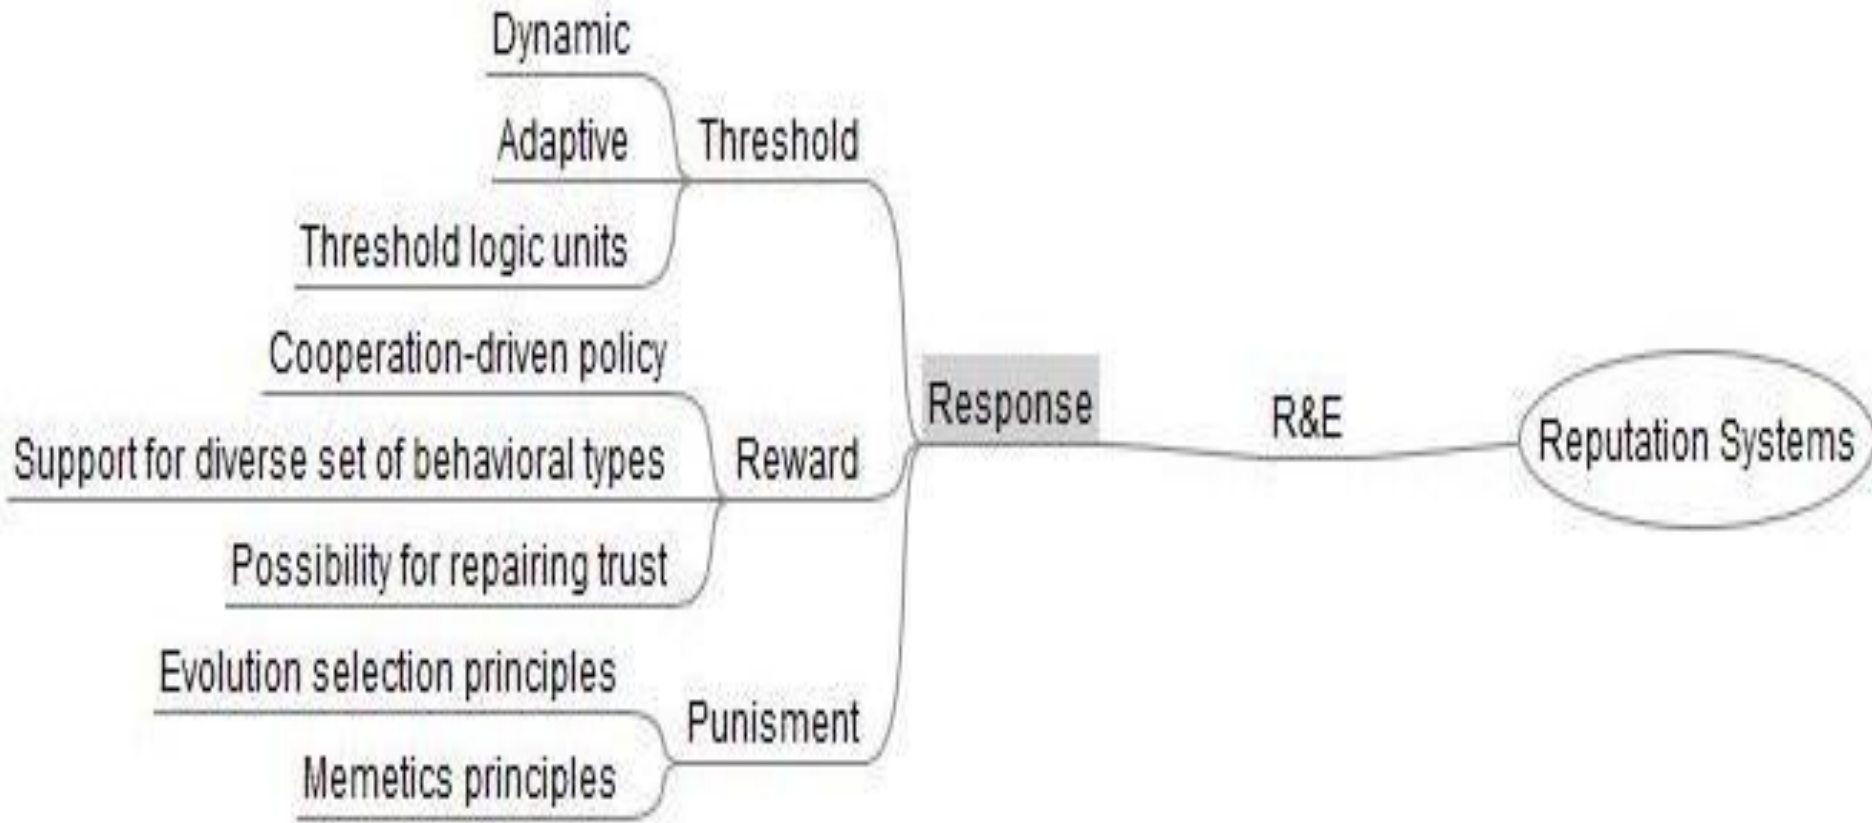 Dynamic
Adaptive
Threshold
Threshold logic units
Cooperation-driven policy
Response
R&E
Reputation Systems
Support for diverse set of behavioral types
Reward
Possibility for repairing trust
Evolution selection principles
Punisment
Memetics principles